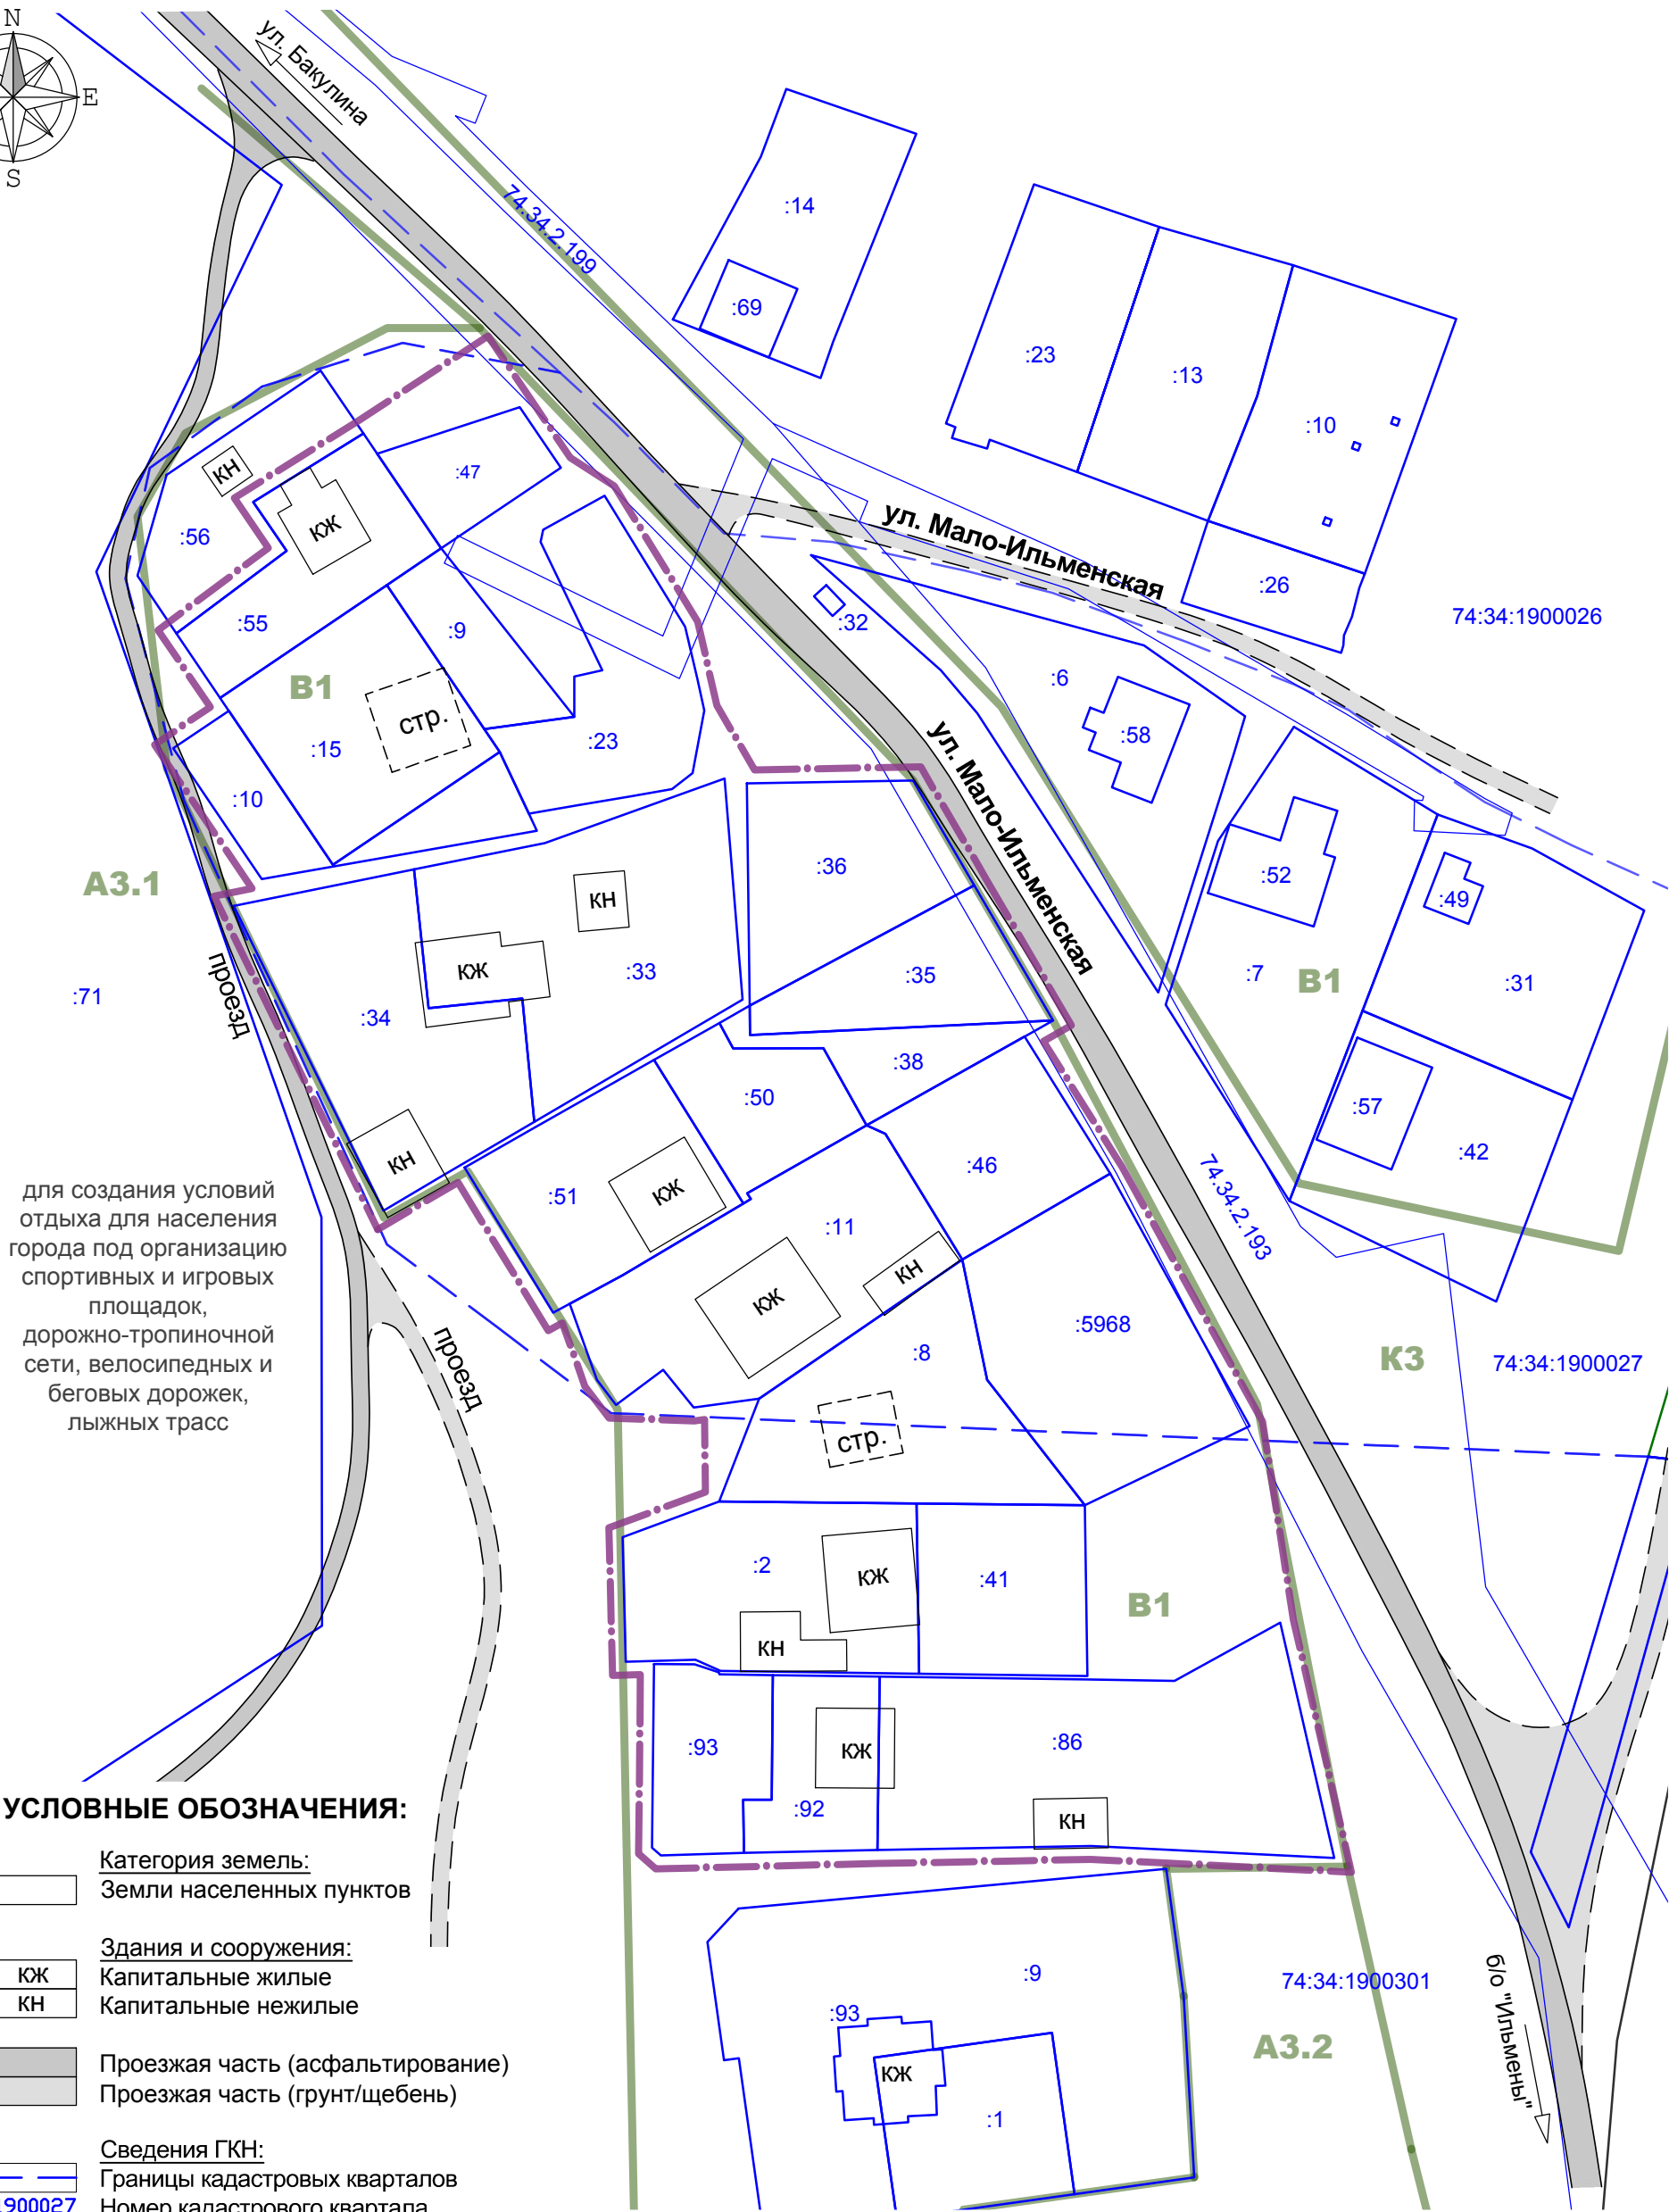 N
E
S
ул. Бакулина
74.34.2.199
:14
:69
:23
:13
:10
ул. Мало-Ильменская
:26
74:34:1900026
:47
КН
КЖ
:56
:55
:9
:32
:6
:58
В1
стр.
:15
:23
:10
ул. Мало-Ильменская
А3.1
:36
:52
:49
КН
КЖ
:33
:35
:7
В1
:31
:71
проезд
:34
:38
:50
:57
:42
КН
:51
КЖ
:46
74.34.2.193
для создания условий
отдыха для населения
города под организацию
спортивных и игровых
площадок,
дорожно-тропиночной
сети, велосипедных и
беговых дорожек,
лыжных трасс
:11
КН
КЖ
проезд
:5968
:8
К3
74:34:1900027
стр.
:2
КЖ
:41
В1
КН
:93
КЖ
:86
:92
КН
УСЛОВНЫЕ ОБОЗНАЧЕНИЯ:
Категория земель:
Земли населенных пунктов
Здания и сооружения:
КЖ Капитальные жилые
КН Капитальные нежилые
Проезжая часть (асфальтирование)
Проезжая часть (грунт/щебень)
Сведения ГКН:
Границы кадастровых кварталов
1900027 Номер кадастрового квартала
:9
74:34:1900301
:93
КЖ
:1
А3.2
б/о "Ильмены"